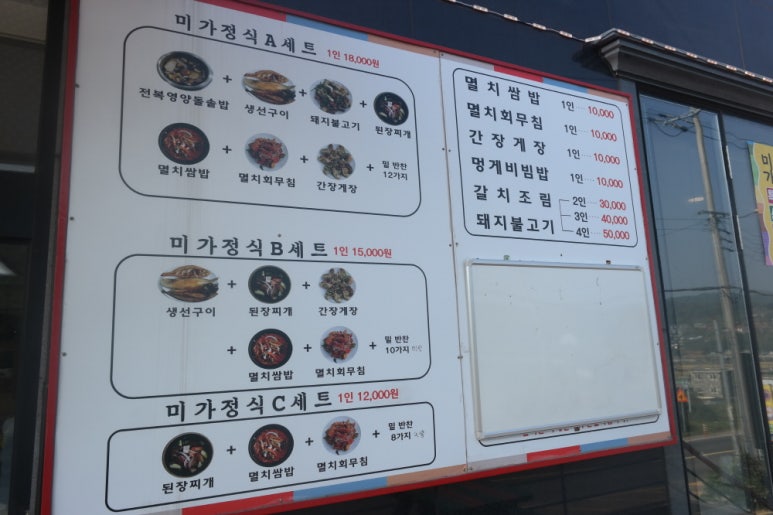 미가정식A세트 1인 18,000원
전복영양돌솥밥 + 생선구이 + 돼지불고기 + 된장찌개
멸치쌈밥 + 멸치회무침 + 간장게장 + 밑 반찬 12가지
미가정식B세트 1인 15,000원
생선구이 + 된장찌개 + 간장게장
+ 멸치쌈밥 + 멸치회무침 + 밑 반찬 10가지
미가정식C세트 1인 12,000원
된장찌개 + 멸치쌈밥 + 멸치회무침 + 밑 반찬 8가지
멸치쌈밥 1인 ···· 10,000
멸치회무침 1인 ···· 10,000
간장게장 1인 ···· 10,000
멍게비빔밥 1인 ···· 10,000
갈치조림 2인 ···· 30,000
돼지불고기 3인 ···· 40,000
4인 ···· 50,000
미
가